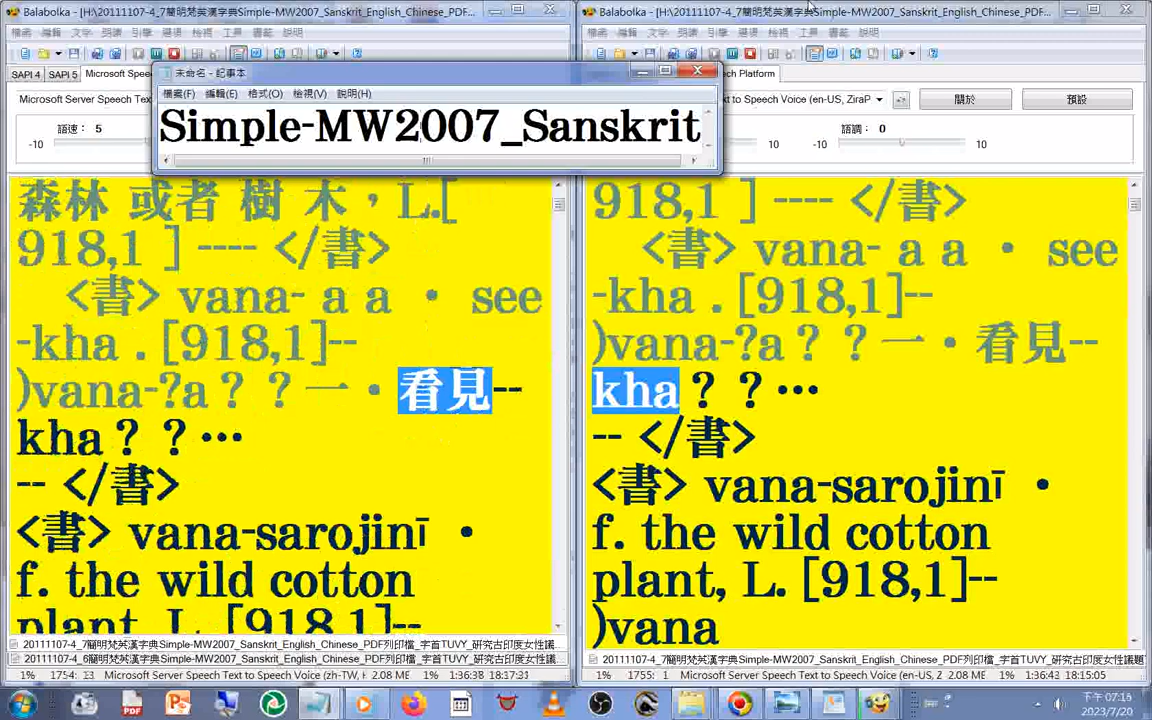 Balabolka - [H:\20111107-4_7簡明梵英漢字典Simple-MW2007_Sanskrit_English_Chinese_PDF...
Balabolka - [H:\20111107-4_7簡明梵英漢字典Simple-MW2007_Sanskrit_English_Chinese_PDF...
SAPI 4 SAPI 5 Microsoft Spee
ch Platform
未命名 - 記事本
檔案(F) 編輯(E) 格式(O) 檢視(V) 說明(H)
Simple-MW2007_Sanskrit
Microsoft Server Speech Text
to Speech Voice (en-US, ZiraP
關於
預設
語速： 5
-10
語調： 0
10 -10 10
森林 或者 樹 木，L.[
918,1 ] ---- </書>
<書> vana- a a • see
-kha . [918,1]--
)vana-?a？？一 • 看見--
kha？？…
-- </書>
<書> vana-sarojinī •
f. the wild cotton
plant, L. [918,1]--
918,1 ] ---- </書>
<書> vana- a a • see
-kha . [918,1]--
)vana-?a？？一 • 看見--
kha？？…
-- </書>
<書> vana-sarojinī •
f. the wild cotton
plant, L. [918,1]--
)vana
20111107-4_7簡明梵英漢字典Simple-MW2007_Sanskrit_English_Chinese_PDF列印檔_字首TUVY_研究古印度女性議...
20111107-4_6簡明梵英漢字典Simple-MW2007_Sanskrit_English_Chinese_PDF列印檔_字首TUVY_研究古印度女性議...
20111107-4_7簡明梵英漢字典Simple-MW2007_Sanskrit_English_Chinese_PDF列印檔_字首TUVY_研究古印度女性議題
1% 1754: 13 Microsoft Server Speech Text to Speech Voice (zh-TW, H 2.08 MB 1% 1:36:38 18:37:31
1% 1755: 1 Microsoft Server Speech Text to Speech Voice (en-US, Z 2.08 MB 1% 1:36:43 18:15:05
下午 07:16
2023/7/20